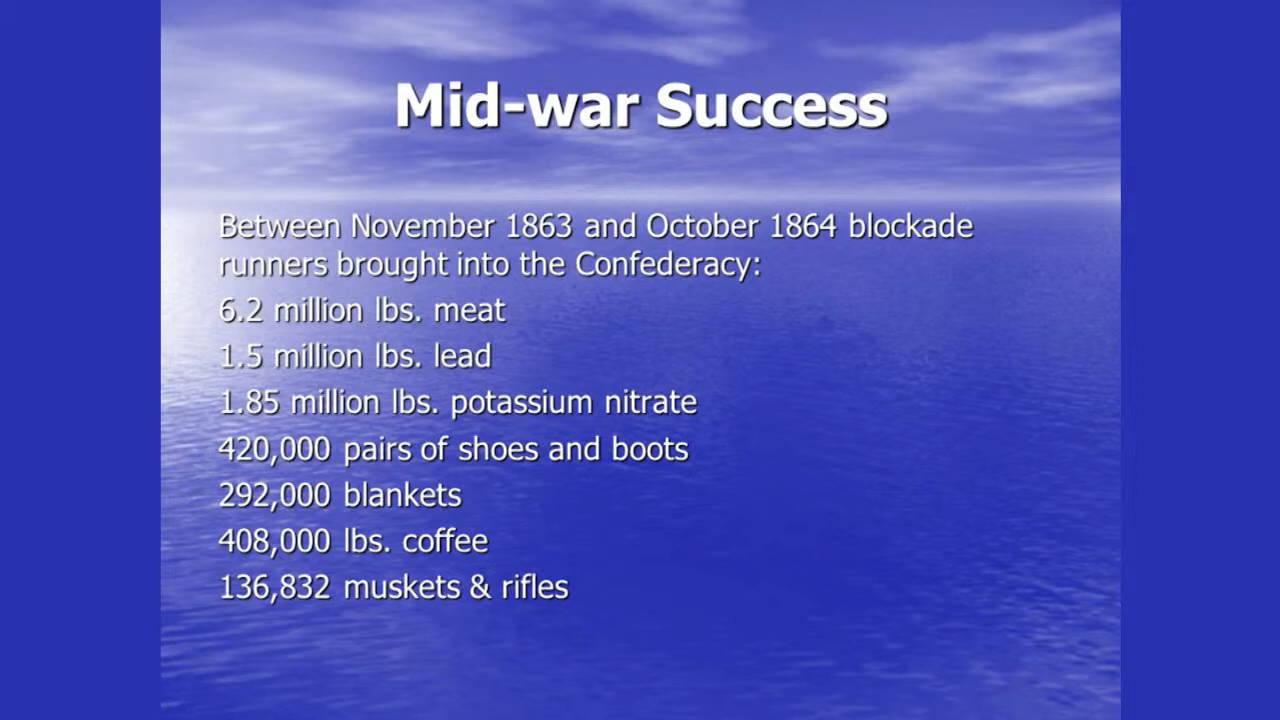 Mid-war Success
Between November 1863 and October 1864 blockade
runners brought into the Confederacy:
6.2 million lbs. meat
1.5 million lbs. lead
1.85 million lbs. potassium nitrate
420,000 pairs of shoes and boots
292,000 blankets
408,000 lbs. coffee
136,832 muskets & rifles